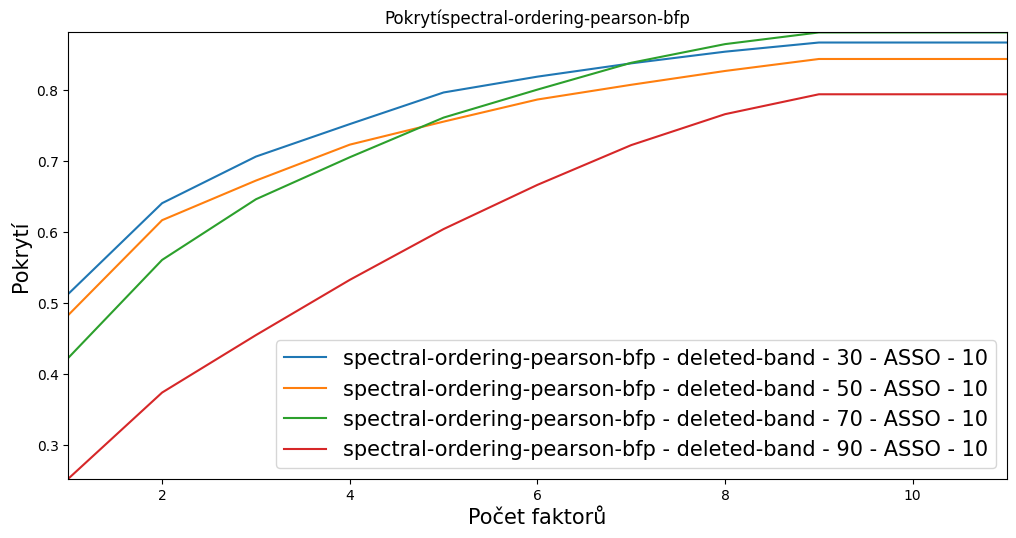 Pokrytíspectral-ordering-pearson-bfp
0.8
0.7
0.6
0.5
0.4
0.3
Pokrytí
spectral-ordering-pearson-bfp - deleted-band - 30 - ASSO - 10
spectral-ordering-pearson-bfp - deleted-band - 50 - ASSO - 10
spectral-ordering-pearson-bfp - deleted-band - 70 - ASSO - 10
spectral-ordering-pearson-bfp - deleted-band - 90 - ASSO - 10
2 4 6 8 10
Počet faktorů